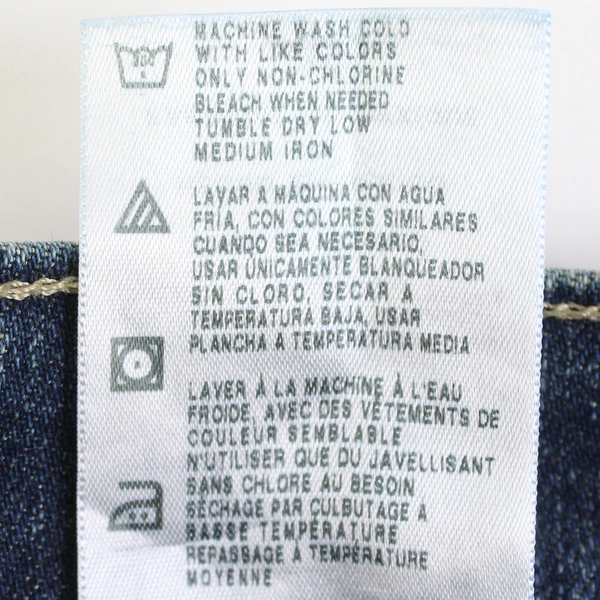 MACHINE WASH COLD
WITH LIKE COLORS
ONLY NON-CHLORINE
BLEACH WHEN NEEDED
TUMBLE DRY LOW
MEDIUM IRON
LAVAR A MÁQUINA CON AGUA
FRÍA, CON COLORES SIMILARES
CUANDO SEA NECESARIO,
USAR ÚNICAMENTE BLANQUEADOR
SIN CLORO, SECAR A
TEMPERATURA BAJA, USAR
PLANCHA A TEMPERATURA MEDIA
LAVER À LA MACHINE À L'EAU
FROIDE, AVEC DES VÊTEMENTS DE
COULEUR SEMBLABLE
N'UTILISER QUE DU JAVELLISANT
SANS CHLORE AU BESOIN
SÉCHAGE PAR CULBUTAGE A
BASSE TEMPÉRATURE
REPASSAGE À TEMPÉRATURE
MOYENNE